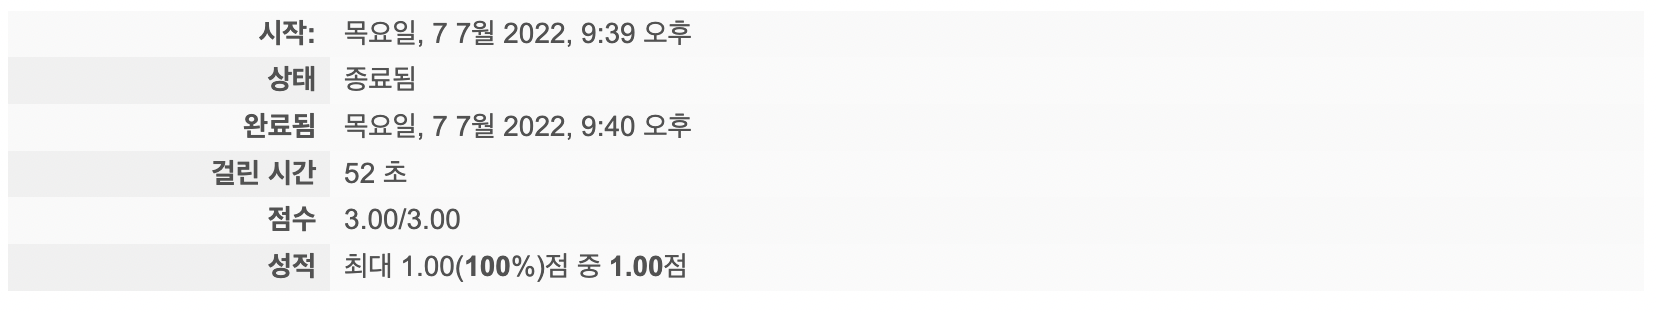 시작: 목요일, 7 7월 2022, 9:39 오후
상태 종료됨
완료됨 목요일, 7 7월 2022, 9:40 오후
걸린 시간 52 초
점수 3.00/3.00
성적 최대 1.00(100%)점 중 1.00점